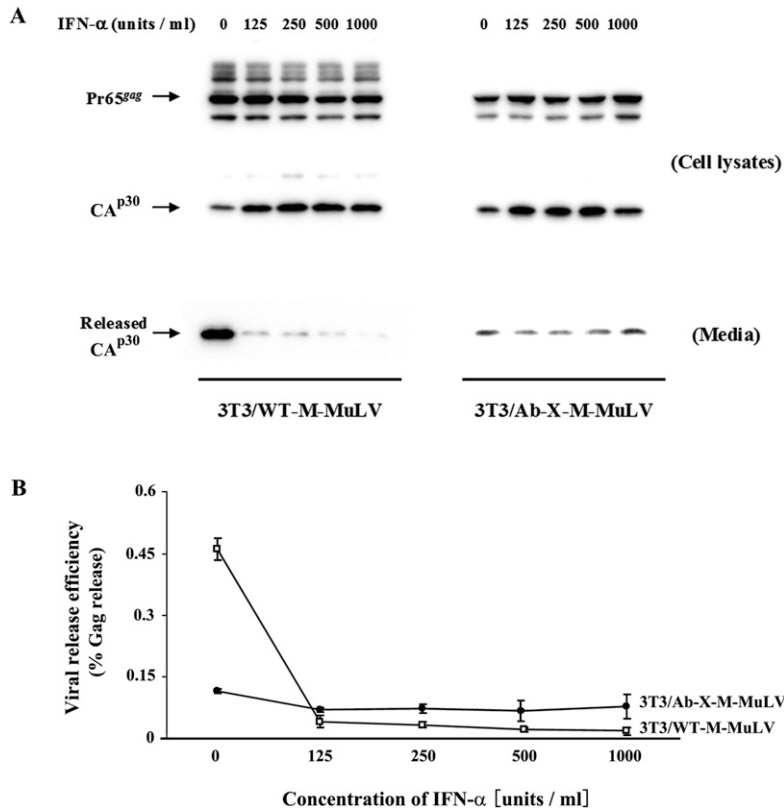 A
IFN-α (units / ml) 0 125 250 500 1000 0 125 250 500 1000
Pr65gag
(Cell lysates)
CAp30
Released
CAp30
(Media)
3T3/WT-M-MuLV 3T3/Ab-X-M-MuLV
B
Viral release efficiency
(% Gag release)
0.6
0.45
0.3
0.15
0
3T3/Ab-X-M-MuLV
3T3/WT-M-MuLV
0 125 250 500 1000
Concentration of IFN-α [units / ml]